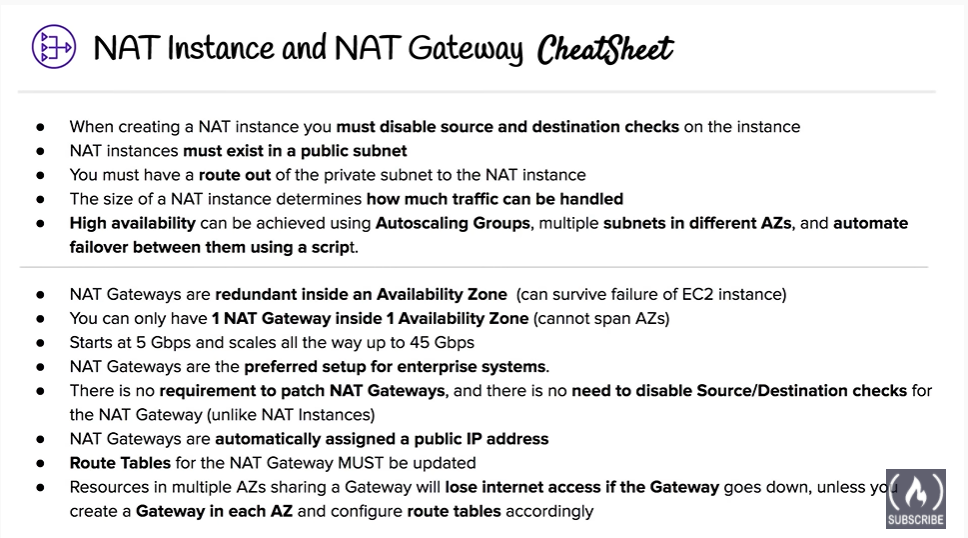 NAT Instance and NAT Gateway CheatSheet
● When creating a NAT instance you must disable source and destination checks on the instance
● NAT instances must exist in a public subnet
● You must have a route out of the private subnet to the NAT instance
● The size of a NAT instance determines how much traffic can be handled
● High availability can be achieved using Autoscaling Groups, multiple subnets in different AZs, and automate
failover between them using a script.
● NAT Gateways are redundant inside an Availability Zone (can survive failure of EC2 instance)
● You can only have 1 NAT Gateway inside 1 Availability Zone (cannot span AZs)
● Starts at 5 Gbps and scales all the way up to 45 Gbps
● NAT Gateways are the preferred setup for enterprise systems.
● There is no requirement to patch NAT Gateways, and there is no need to disable Source/Destination checks for
the NAT Gateway (unlike NAT Instances)
● NAT Gateways are automatically assigned a public IP address
● Route Tables for the NAT Gateway MUST be updated
● Resources in multiple AZs sharing a Gateway will lose internet access if the Gateway goes down, unless you
create a Gateway in each AZ and configure route tables accordingly
SUBSCRIBE